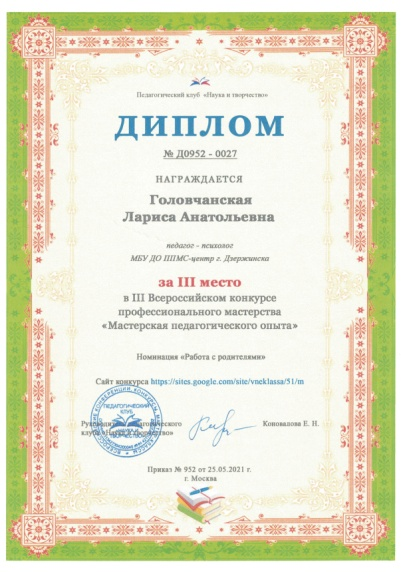 Педагогический клуб «Наука и творчество»
ДИПЛОМ
№ Д0952 - 0027
НАГРАЖДАЕТСЯ
Головчанская
Лариса Анатольевна
педагог - психолог
МБУ ДО ППМС-центр г. Дзержинска
за III место
в III Всероссийском конкурсе
профессионального мастерства
«Мастерская педагогического опыта»
Номинация «Работа с родителями»
Сайт конкурса https://sites.google.com/site/vneklassa/51/m
ПЕДАГОГИЧЕСКИЙ
КЛУБ
Руководитель педагогического
клуба «Наука и творчество»
Коновалова Е. Н.
Приказ № 952 от 25.05.2021 г.
г. Москва